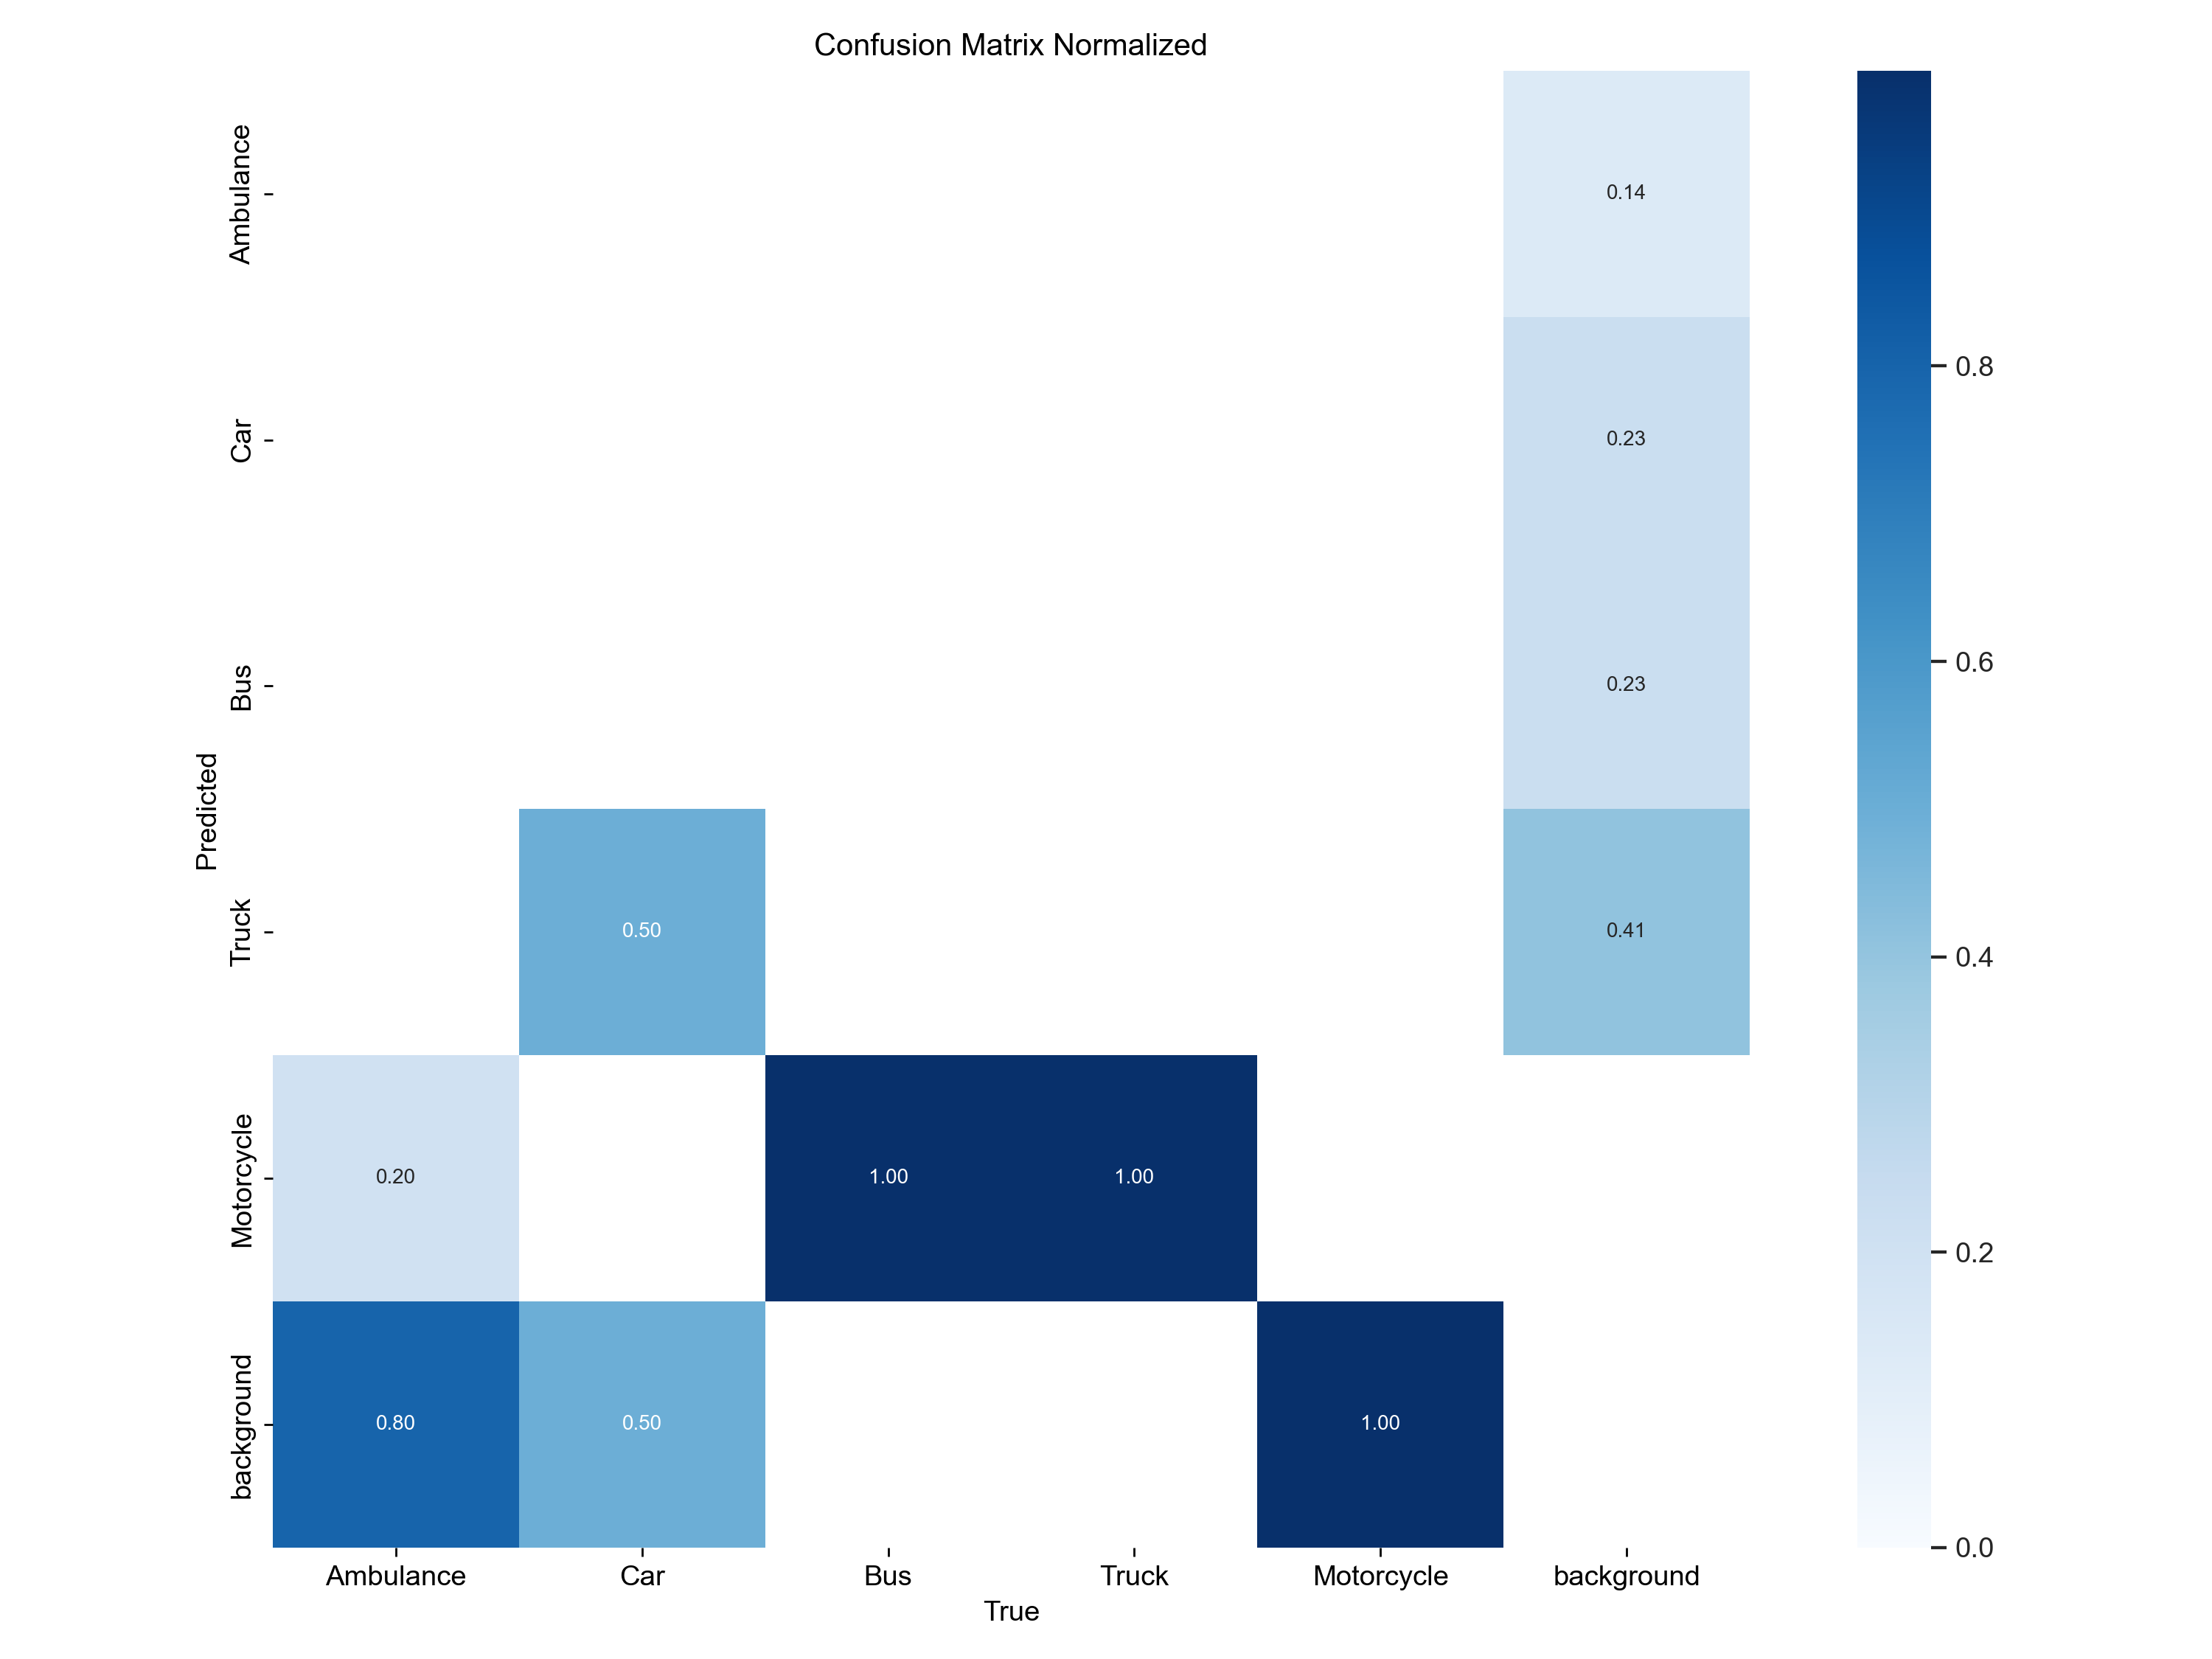 Confusion Matrix Normalized
Ambulance
0.14
Car
0.23
Bus
0.23
Truck
0.50
0.41
Motorcycle
0.20
1.00
1.00
background
0.80
0.50
1.00
Predicted
Ambulance
Car
Bus
Truck
Motorcycle
background
True
0.8
0.6
0.4
0.2
0.0